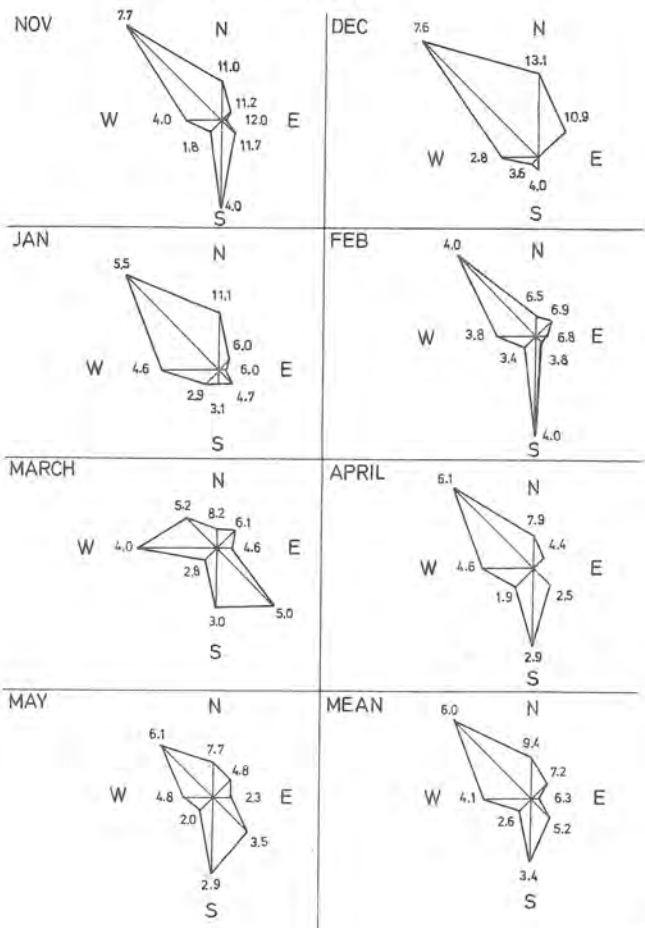 NOV
7.7
N
11.0
11.2
W
4.0
12.0
E
1.8
11.7
4.0
S
DEC
7.6
N
13.1
10.9
W
2.8
E
3.6
4.0
S
JAN
N
5.5
11.1
6.0
W
4.6
6.0
E
2.9
4.7
3.1
S
FEB
4.0
N
6.5
6.9
W
3.8
6.8
E
3.4
3.8
4.0
S
MARCH
N
5.2
8.2
6.1
W
4.0
4.6
E
2.8
3.0
5.0
S
APRIL
6.1
N
7.9
4.4
W
4.6
E
1.9
2.5
2.9
S
MAY
N
6.1
7.7
4.8
W
4.8
2.3
E
2.0
3.5
2.9
S
MEAN
6.0
N
9.4
7.2
W
4.1
6.3
E
2.6
5.2
3.4
S